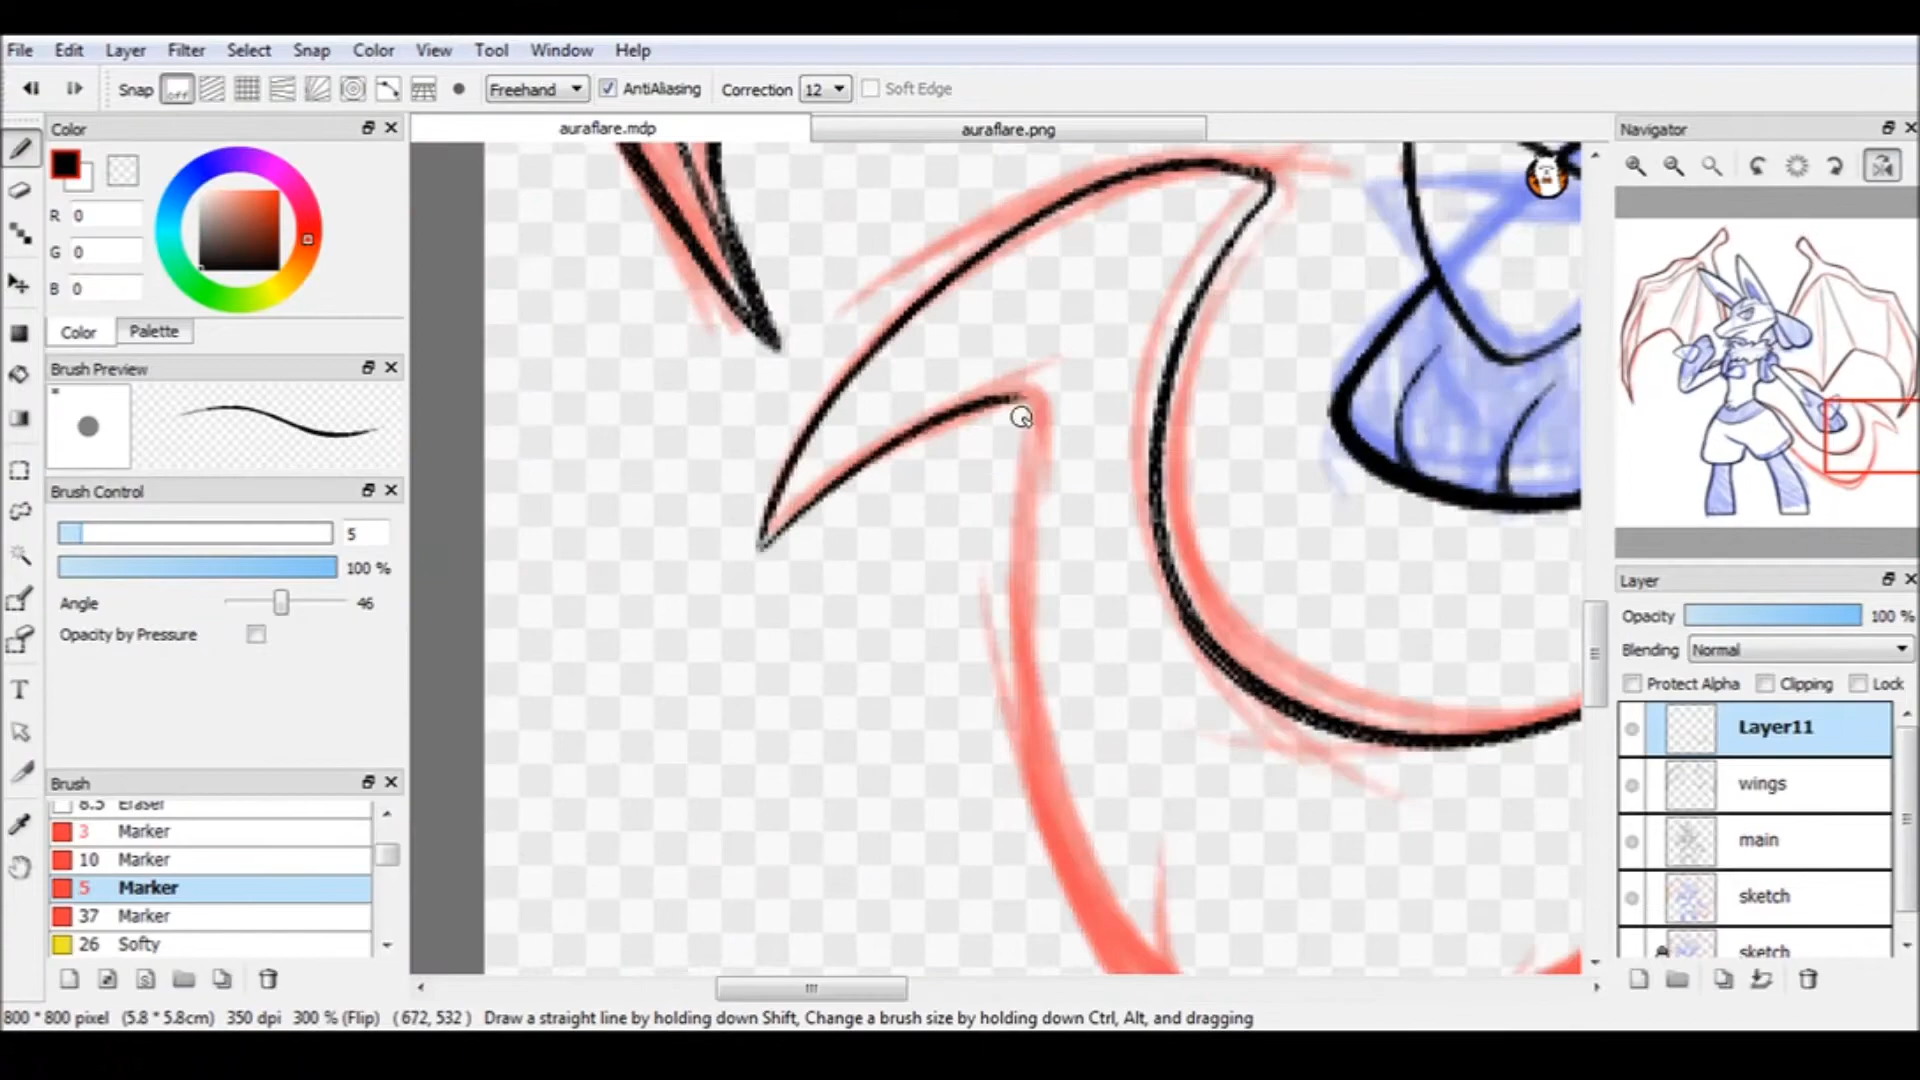 File Edit Layer Filter Select Snap Color View Tool Window Help
Snap off Freehand AntiAliasing Correction 12 Soft Edge
Color
auraflare.mdp
auraflare.png
Navigator
R 0
G 0
B 0
Color Palette
Brush Preview
Brush Control
5
100 %
Angle 46
Opacity by Pressure
Brush
8.5 Eraser
3 Marker
10 Marker
5 Marker
37 Marker
26 Softy
Layer
Opacity 100 %
Blending Normal
Protect Alpha Clipping Lock
Layer11
wings
main
sketch
sketch
800 * 800 pixel (5.8 * 5.8cm) 350 dpi 300 % (Flip) ( 672, 532 ) Draw a straight line by holding down Shift, Change a brush size by holding down Ctrl, Alt, and dragging